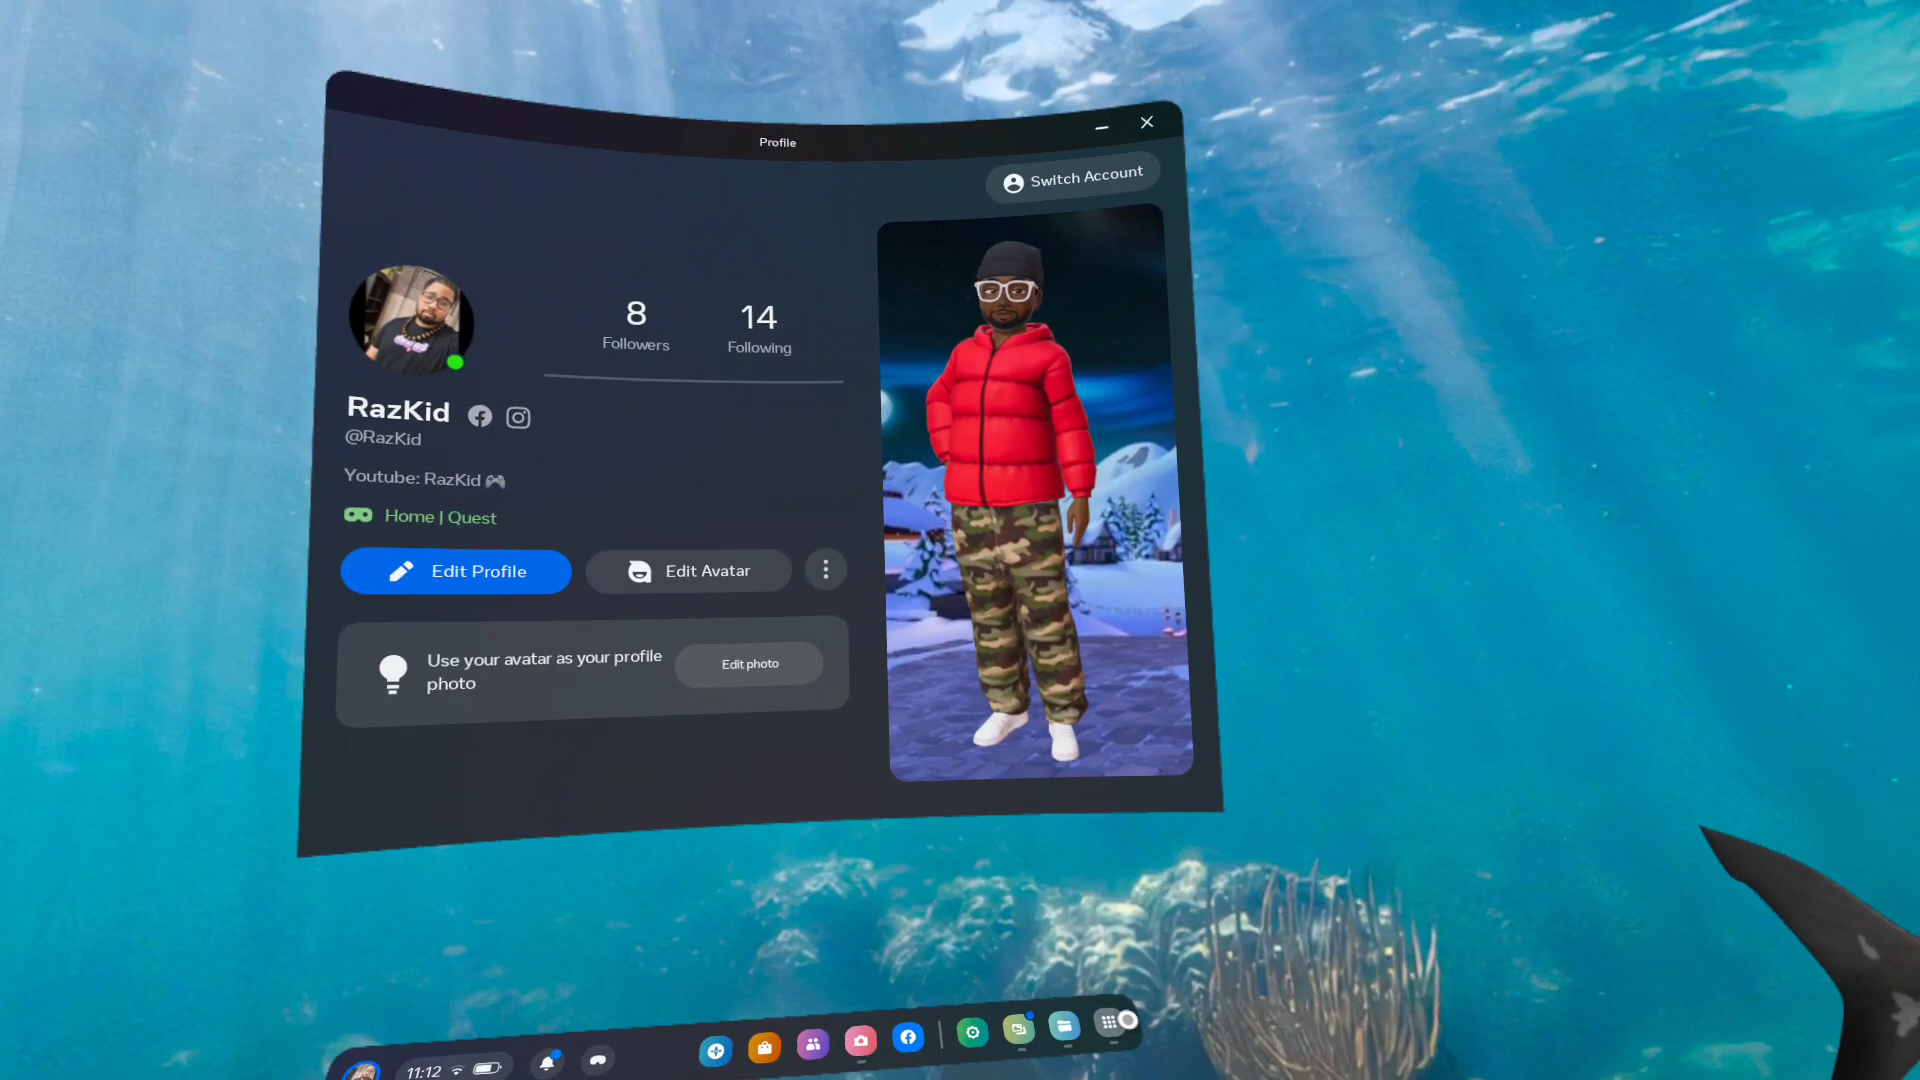 Profile
Switch Account
8
Followers
14
Following
RazKid
@RazKid
Youtube: RazKid 🎮
Home | Quest
Edit Profile
Edit Avatar
Use your avatar as your profile
photo
Edit photo
11:12